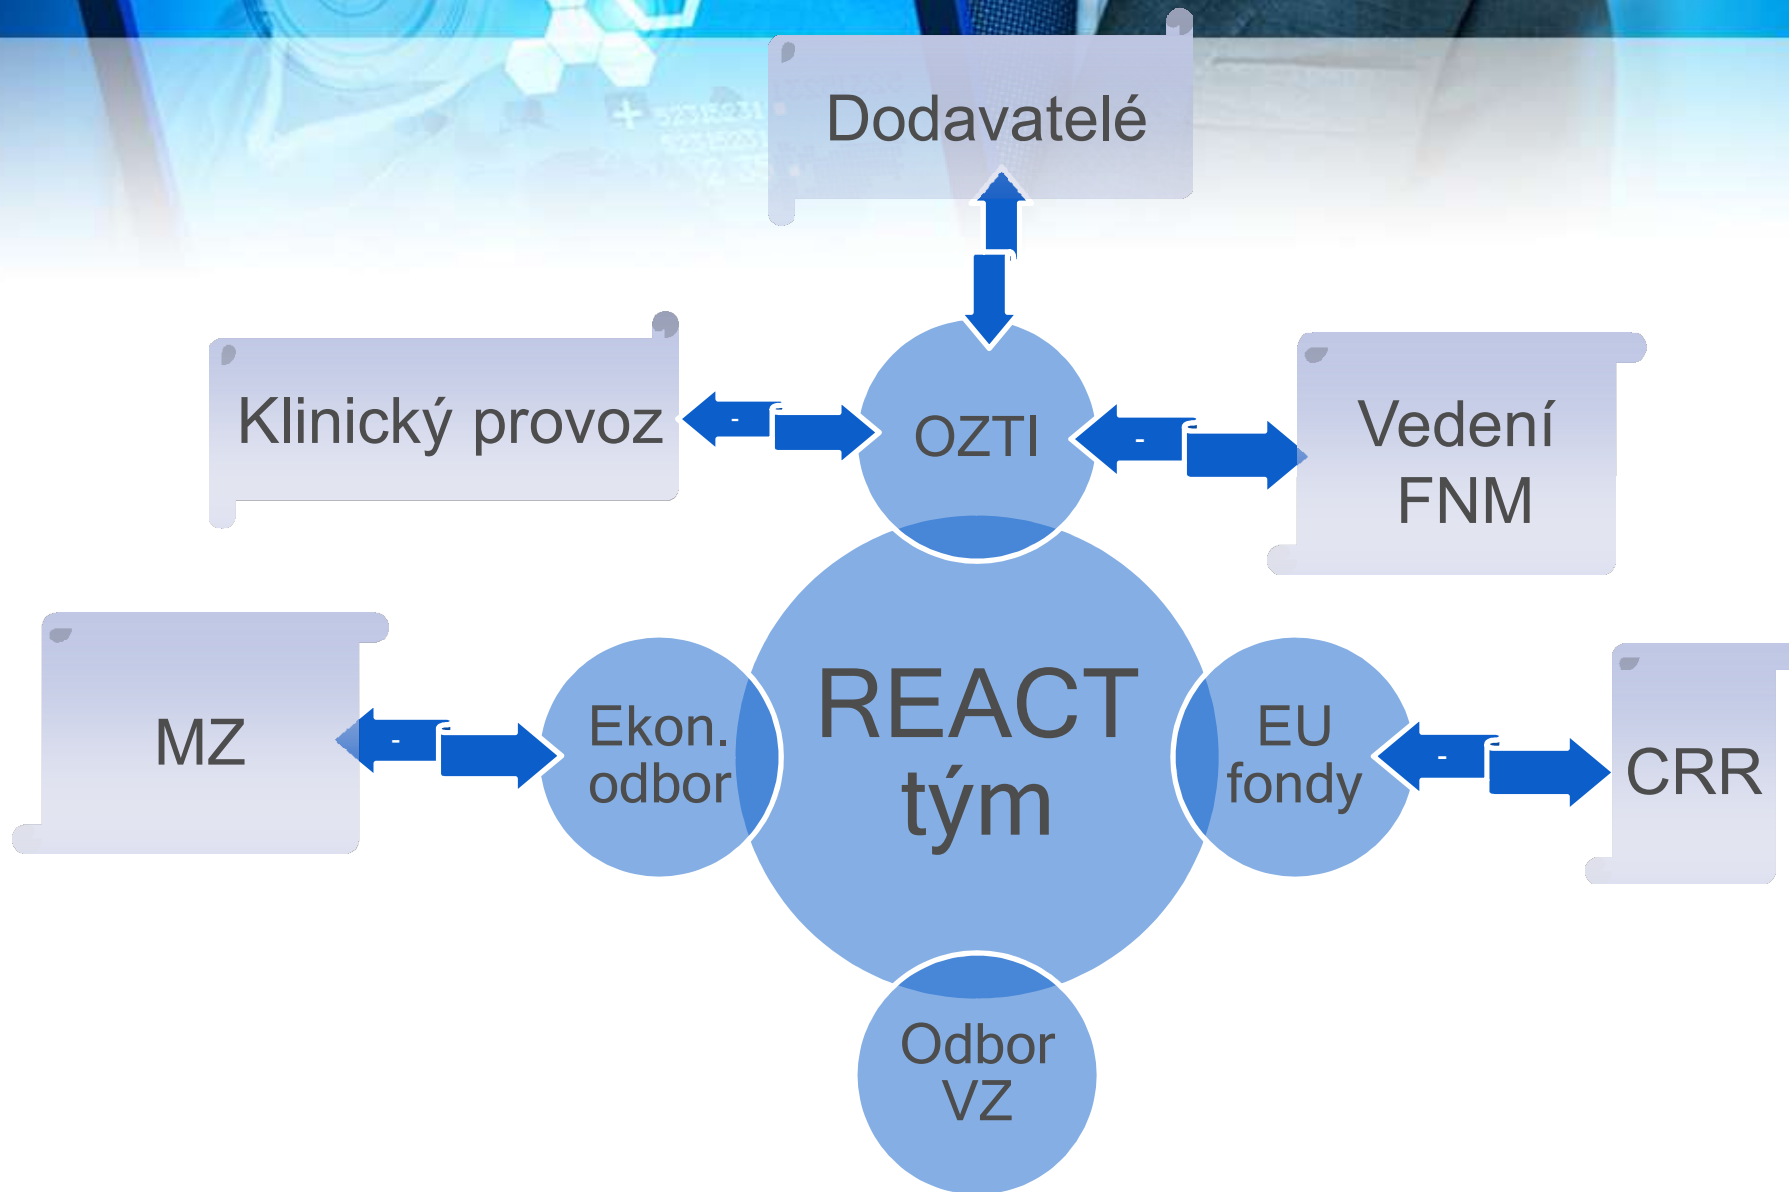 Dodavatelé
Klinický provoz
-
OZTI
-
Vedení
FNM
MZ
-
Ekon.
odbor
REACT
tým
EU
fondy
-
CRR
Odbor
VZ